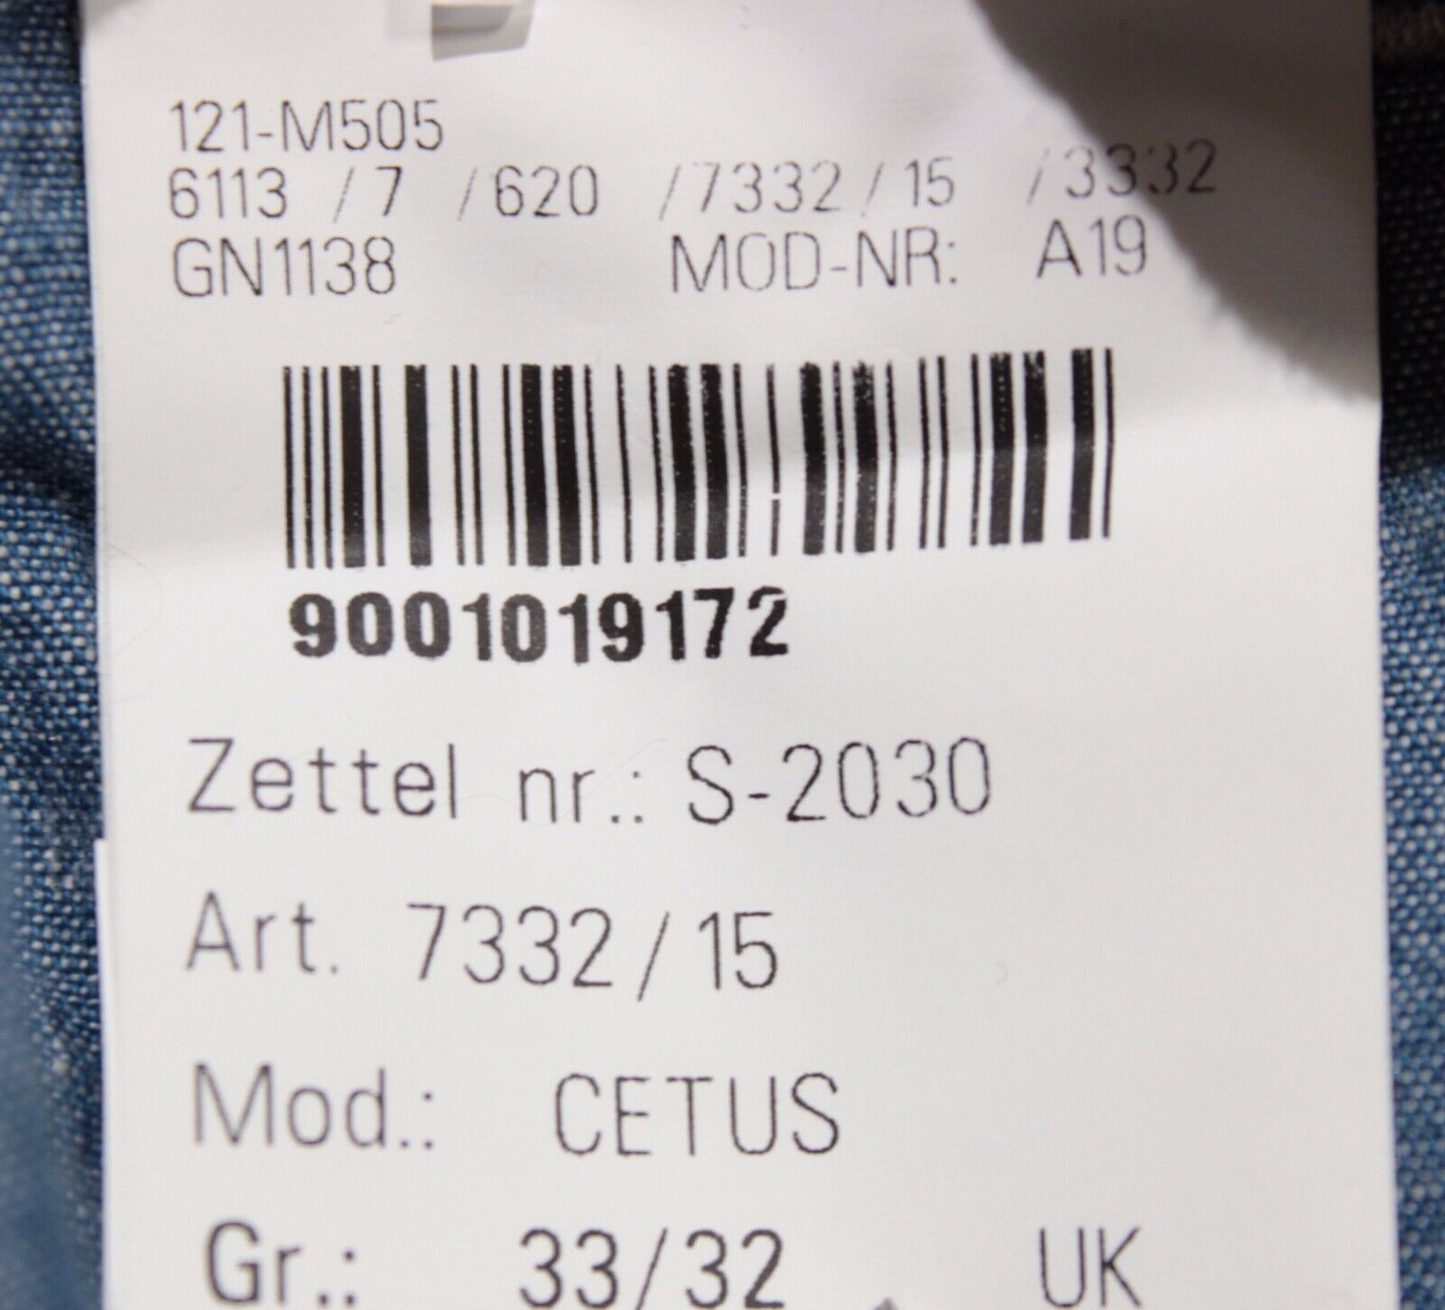 121-M505
6113 / 7 / 620 / 7332 / 15 / 3332
GN1138 MOD-NR: A19
9001019172
Zettel nr.: S-2030
Art. 7332 / 15
Mod.: CETUS
Gr.: 33/32 UK